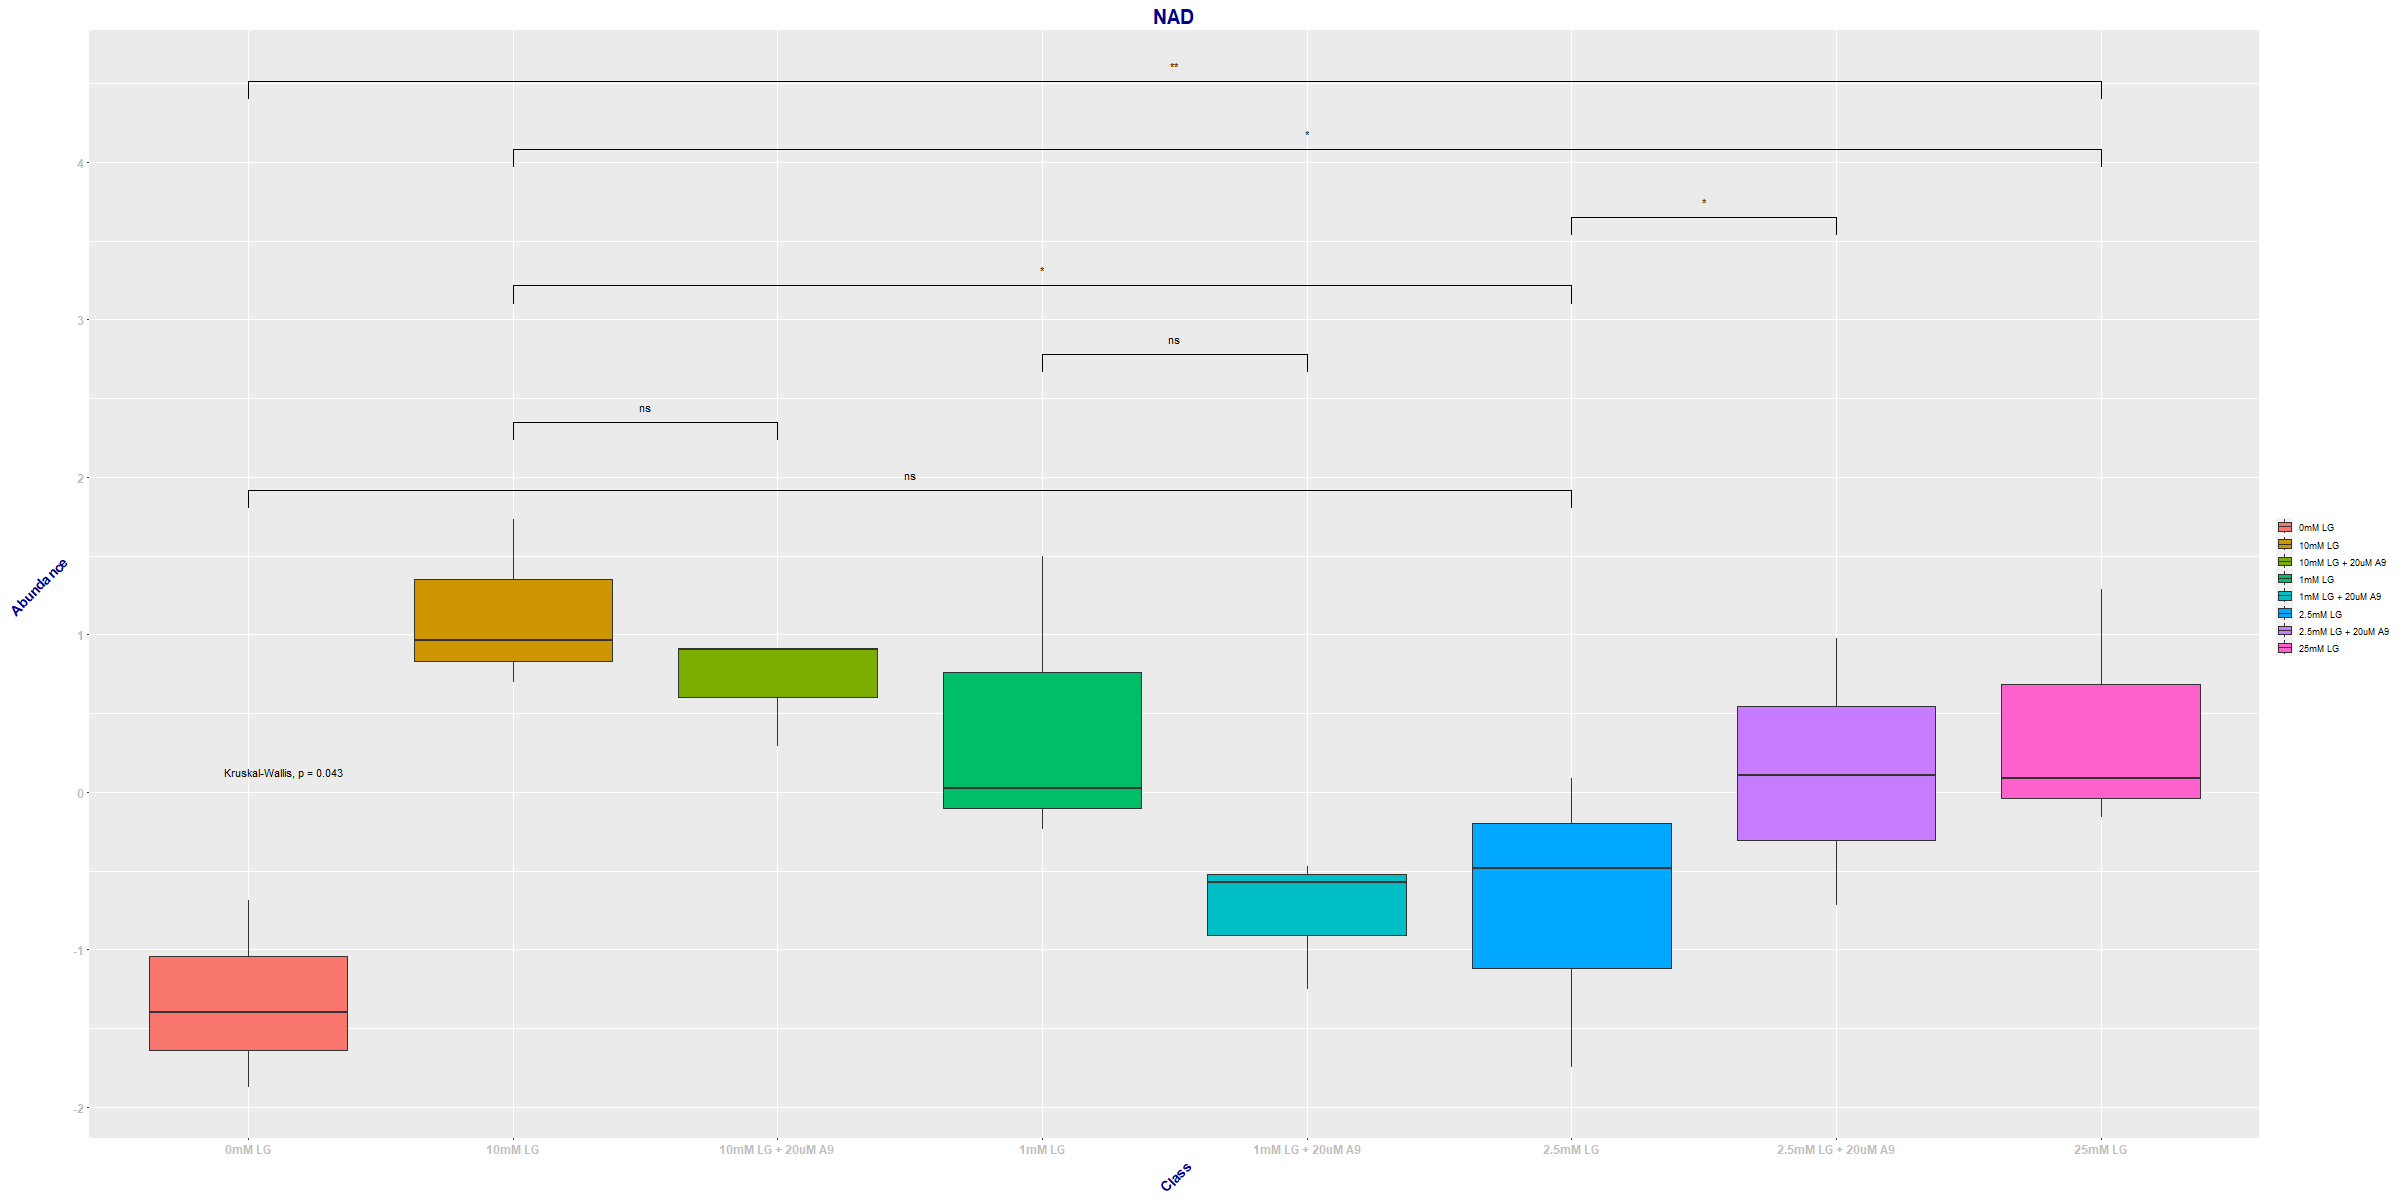 NAD
**
*
*
*
ns
ns
ns
4
3
2
1
0
-1
-2
Abundance
Kruskal-Wallis, p = 0.043
0mM LG
10mM LG
10mM LG + 20uM A9
1mM LG
1mM LG + 20uM A9
2.5mM LG
2.5mM LG + 20uM A9
25mM LG
Class
0mM LG
10mM LG
10mM LG + 20uM A9
1mM LG
1mM LG + 20uM A9
2.5mM LG
2.5mM LG + 20uM A9
25mM LG